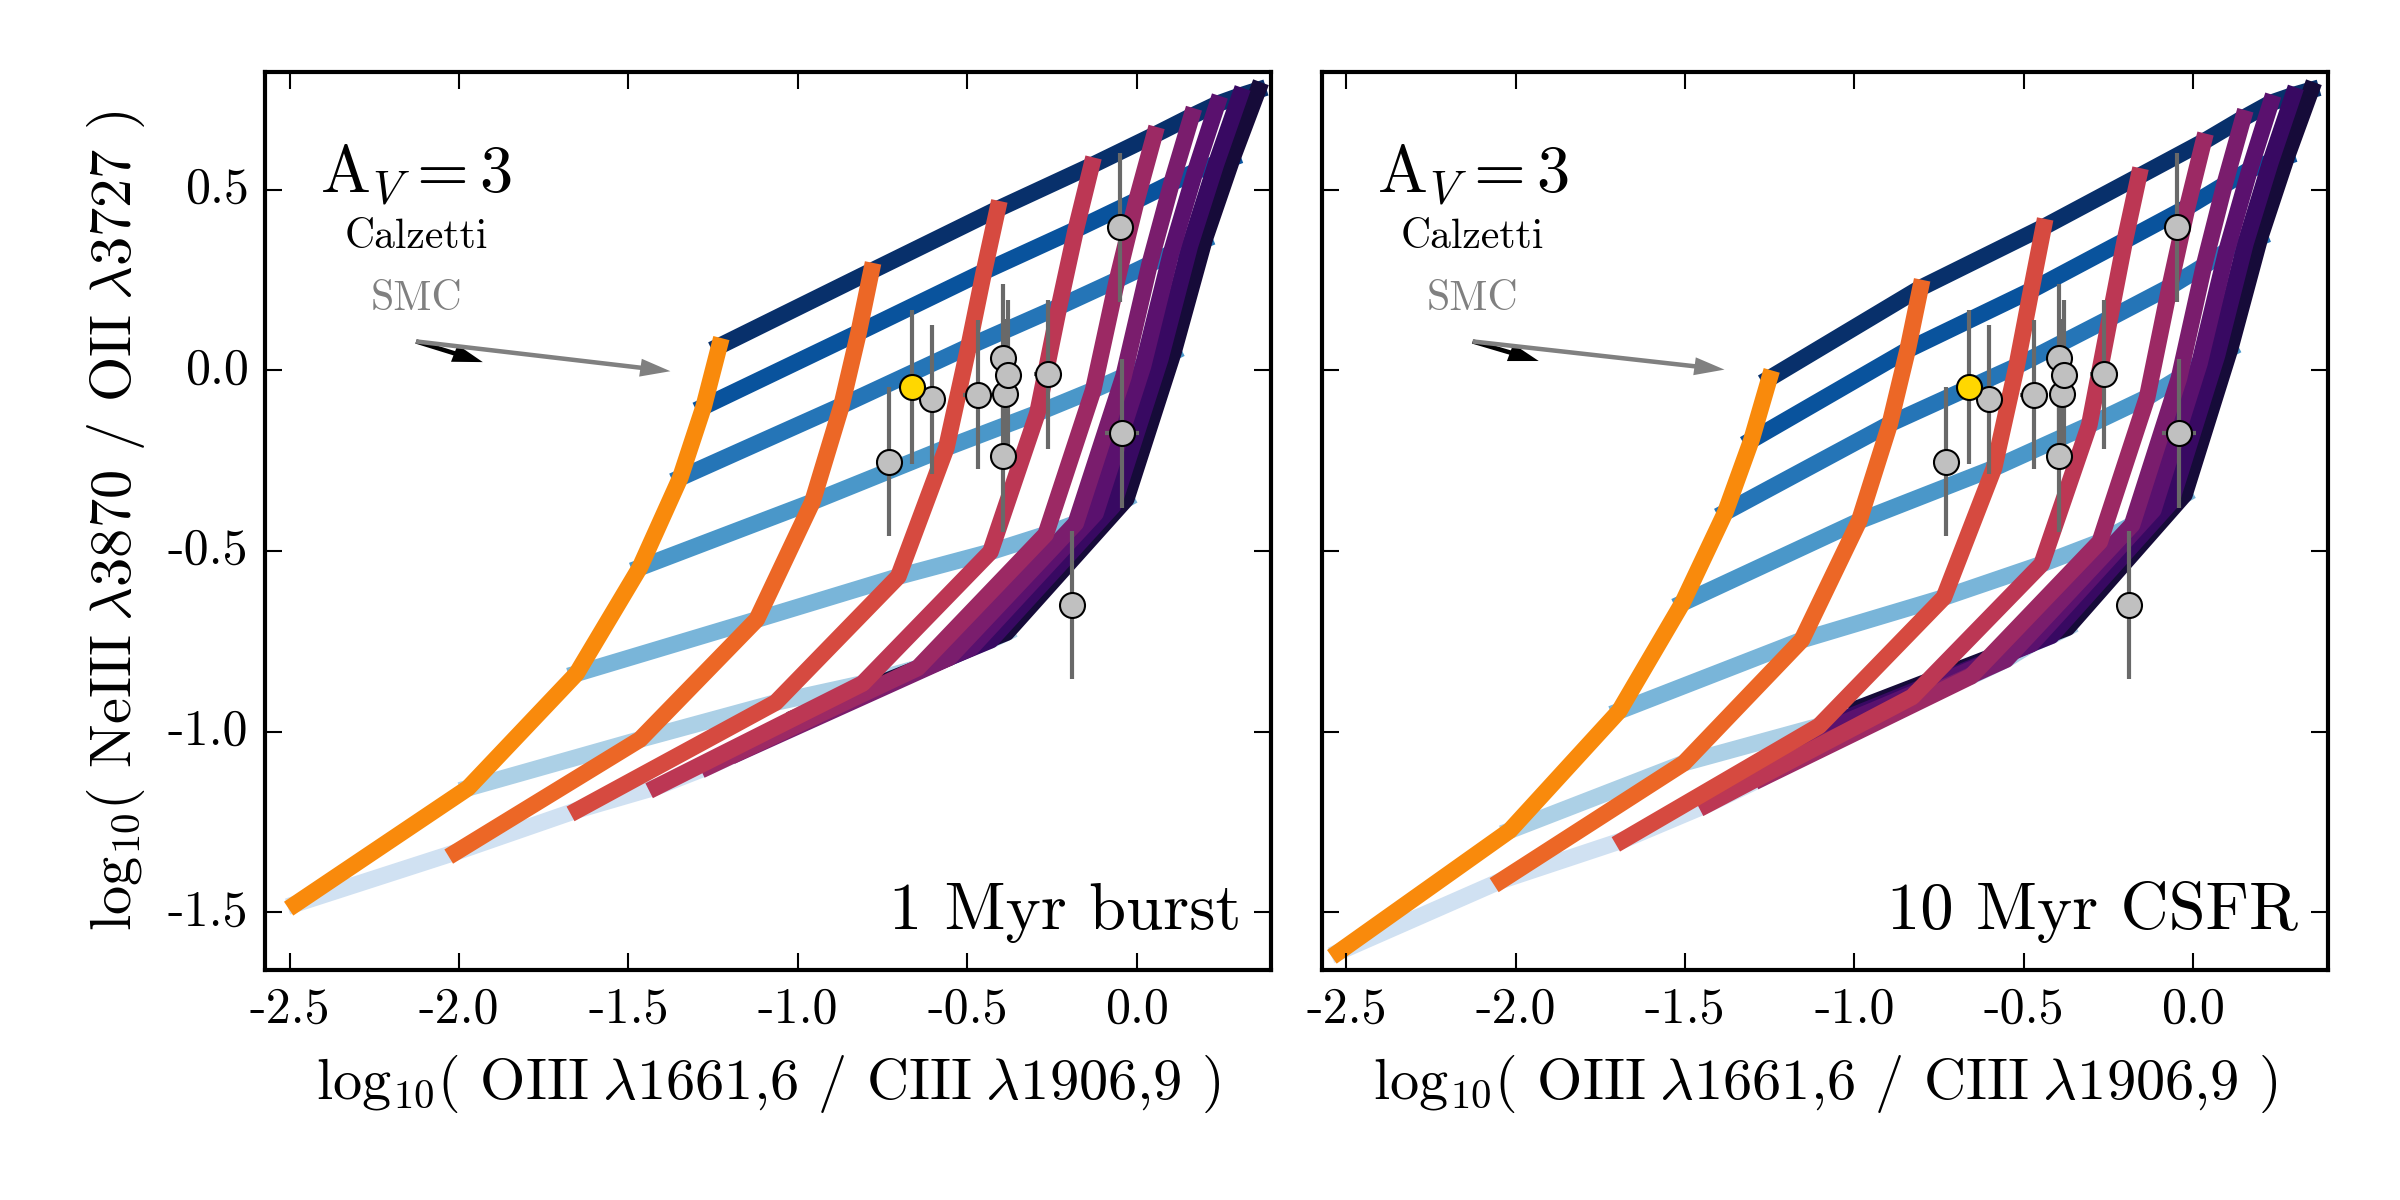 A_V = 3
Calzetti
SMC
1 Myr burst
0.5
0.0
-0.5
-1.0
-1.5
log10( NeIII λ3870 / OII λ3727 )
-2.5 -2.0 -1.5 -1.0 -0.5 0.0
log10( OIII λ1661,6 / CIII λ1906,9 )
A_V = 3
Calzetti
SMC
10 Myr CSFR
-2.5 -2.0 -1.5 -1.0 -0.5 0.0
log10( OIII λ1661,6 / CIII λ1906,9 )